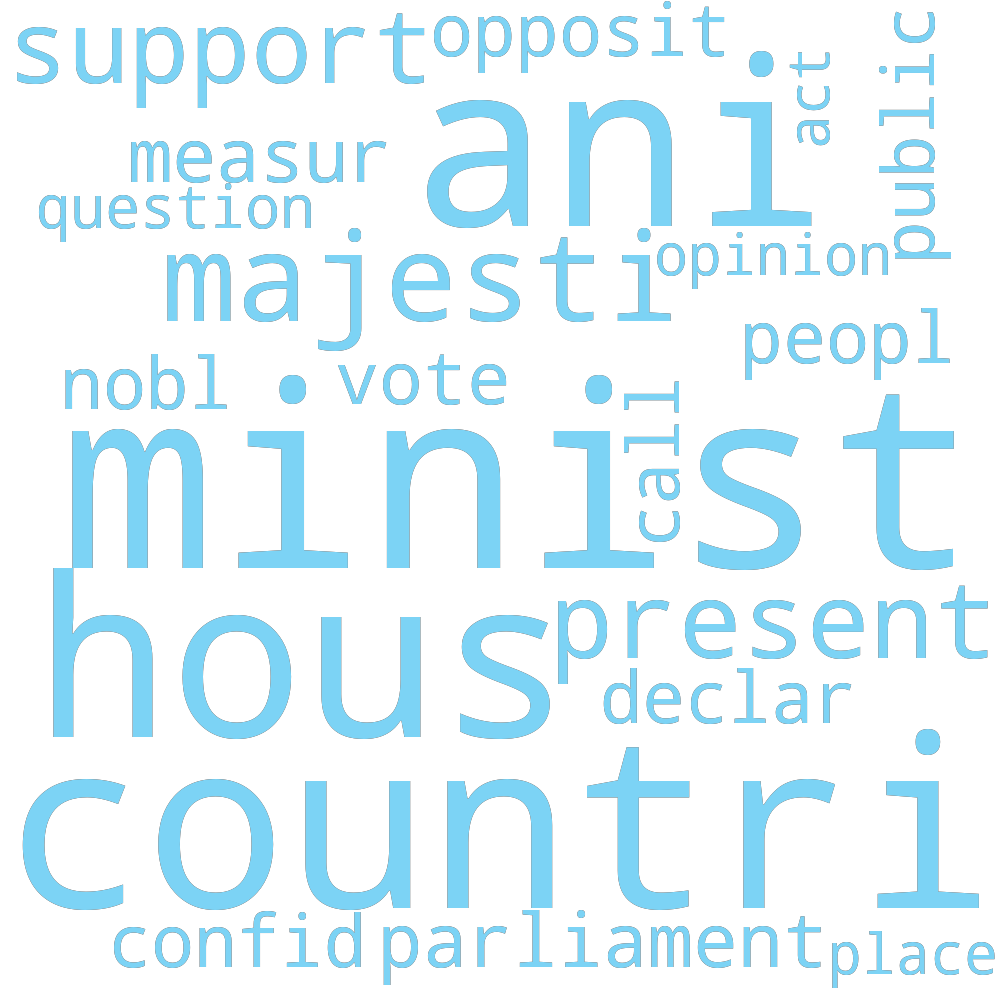 support
opposit
act
public
ani
measur
question
majesti
opinion
peopl
nobl
vote
call
minist
hous
present
declar
countri
confid
parliament
place